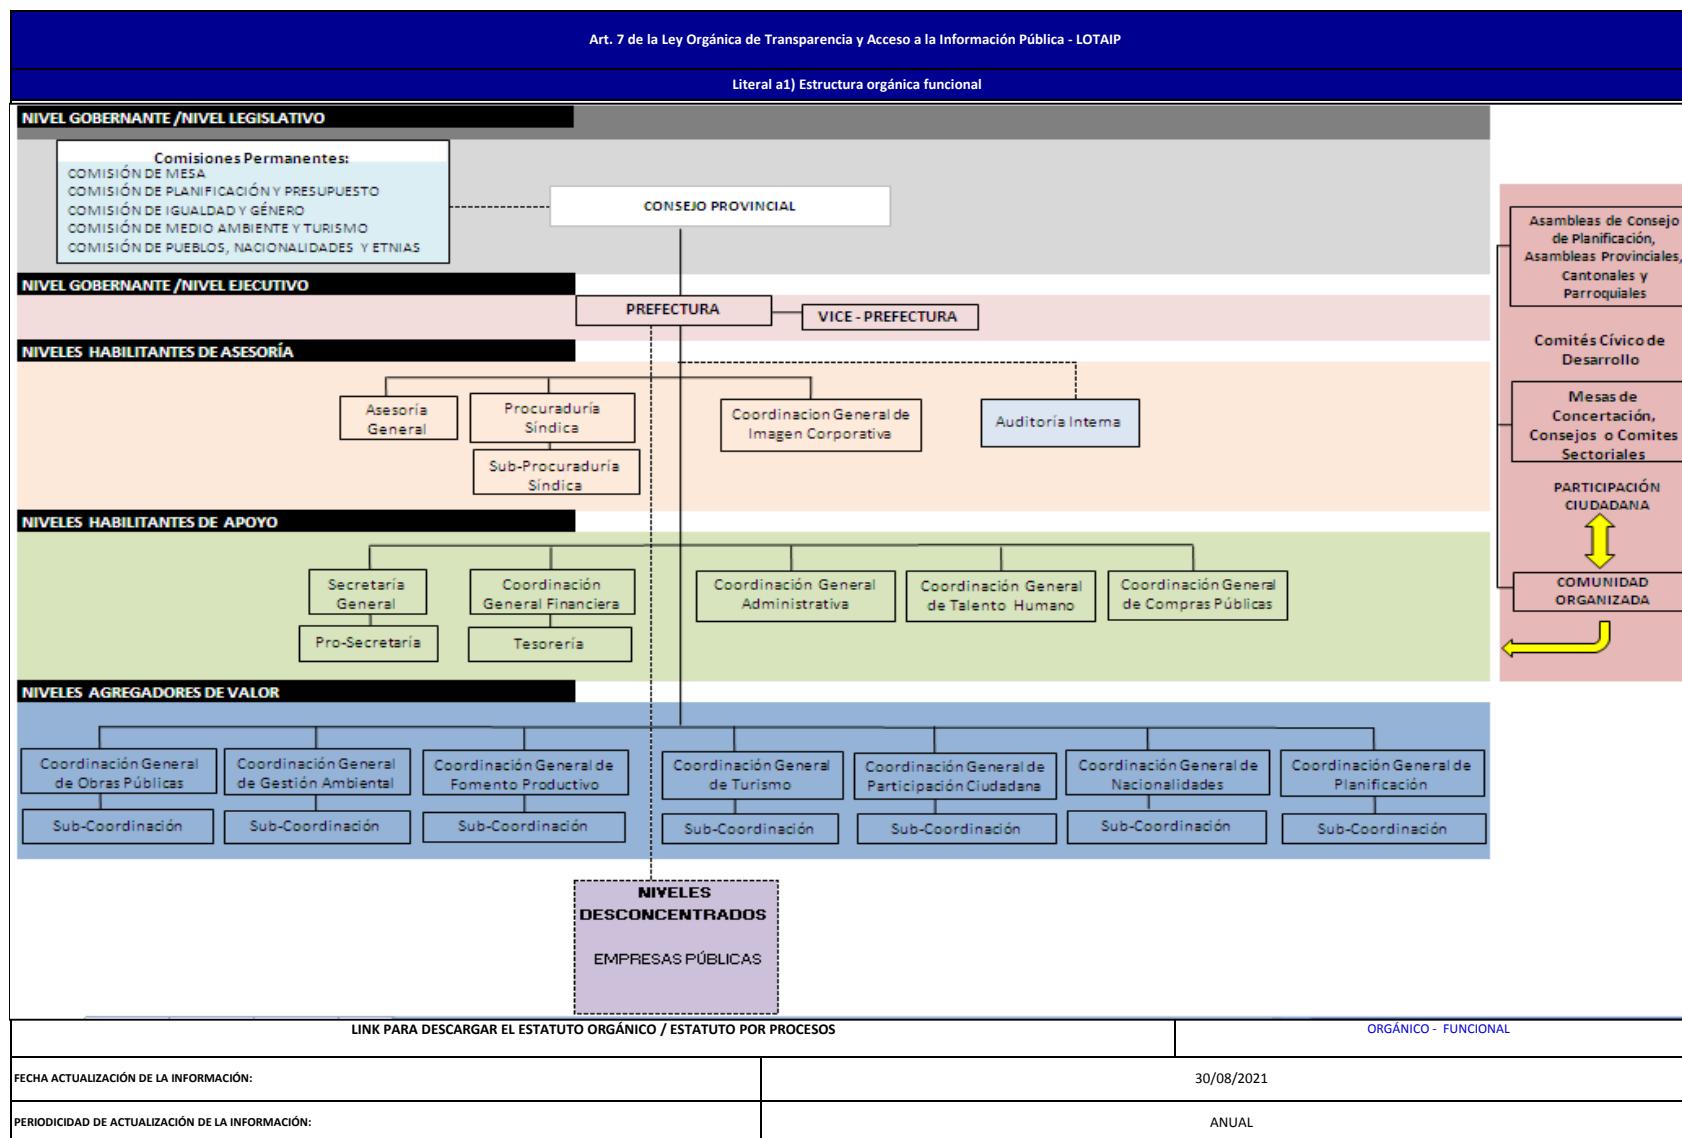 Art. 7 de la Ley Orgánica de Transparencia y Acceso a la Información Pública - LOTAIP
Literal a1) Estructura orgánica funcional
NIVEL GOBERNANTE /NIVEL LEGISLATIVO
Comisiones Permanentes:
COMISIÓN DE MESA
COMISIÓN DE PLANIFICACIÓN Y PRESUPUESTO
COMISIÓN DE IGUALDAD Y GÉNERO
COMISIÓN DE MEDIO AMBIENTE Y TURISMO
COMISIÓN DE PUEBLOS, NACIONALIDADES Y ETNIAS
CONSEJO PROVINCIAL
NIVEL GOBERNANTE /NIVEL EJECUTIVO
PREFECTURA
VICE - PREFECTURA
NIVELES HABILITANTES DE ASESORÍA
Asesoría
General
Procuraduría
Síndica
Sub-Procuraduría
Síndica
Coordinacion General de
Imagen Corporativa
Auditoría Interna
NIVELES HABILITANTES DE APOYO
Secretaría
General
Pro-Secretaría
Coordinación
General Financiera
Tesorería
Coordinación General
Administrativa
Coordinación General
de Talento Humano
Coordinación General
de Compras Públicas
NIVELES AGREGADORES DE VALOR
Coordinación General
de Obras Públicas
Sub-Coordinación
Coordinación General
de Gestión Ambiental
Sub-Coordinación
Coordinación General de
Fomento Productivo
Sub-Coordinación
Coordinación General
de Turismo
Sub-Coordinación
Coordinación General de
Participación Ciudadana
Sub-Coordinación
Coordinación General de
Nacionalidades
Sub-Coordinación
Coordinación General de
Planificación
Sub-Coordinación
NIVELES
DESCONCENTRADOS
EMPRESAS PÚBLICAS
Asambleas de Consejo
de Planificación,
Asambleas Provinciales,
Cantonales y
Parroquiales
Comités Cívico de
Desarrollo
Mesas de
Concertación,
Consejos o Comites
Sectoriales
PARTICIPACIÓN
CIUDADANA
COMUNIDAD
ORGANIZADA
LINK PARA DESCARGAR EL ESTATUTO ORGÁNICO / ESTATUTO POR PROCESOS
ORGÁNICO - FUNCIONAL
FECHA ACTUALIZACIÓN DE LA INFORMACIÓN:
30/08/2021
PERIODICIDAD DE ACTUALIZACIÓN DE LA INFORMACIÓN:
ANUAL